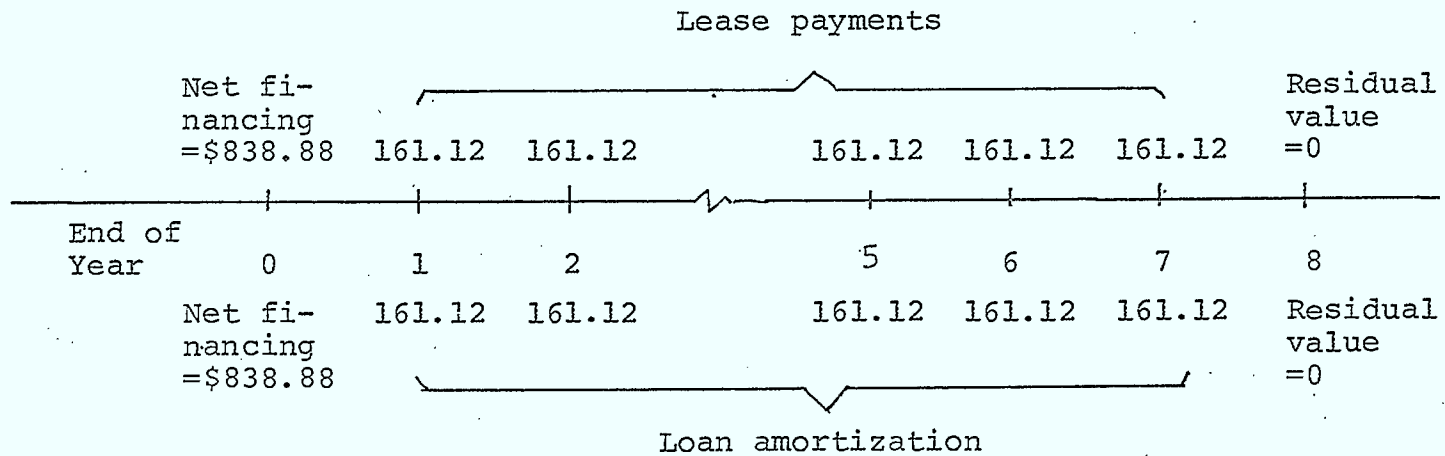 Lease payments
Net fi-
nancing
=$838.88 161.12 161.12 161.12 161.12 161.12
Residual
value
=0
End of
Year 0 1 2 5 6 7 8
Net fi-
nancing
=$838.88
161.12 161.12 161.12 161.12 161.12
Residual
value
=0
Loan amortization